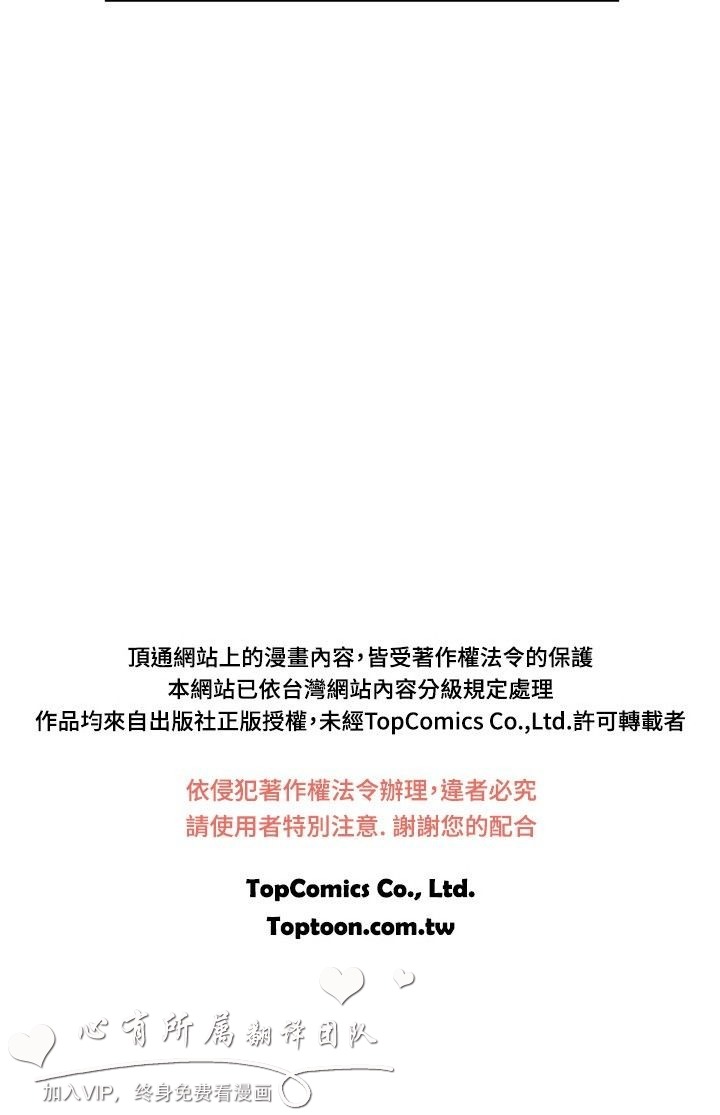 頂通網站上的漫畫內容，皆受著作權法令的保護
本網站已依台灣網站內容分級規定處理
作品均來自出版社正版授權，未經TopComics Co.,Ltd.許可轉載者
依侵犯著作權法令辦理，違者必究
請使用者特別注意. 謝謝您的配合
TopComics Co., Ltd.
Toptoon.com.tw
心有所属翻译团队
加入VIP，终身免费看漫画